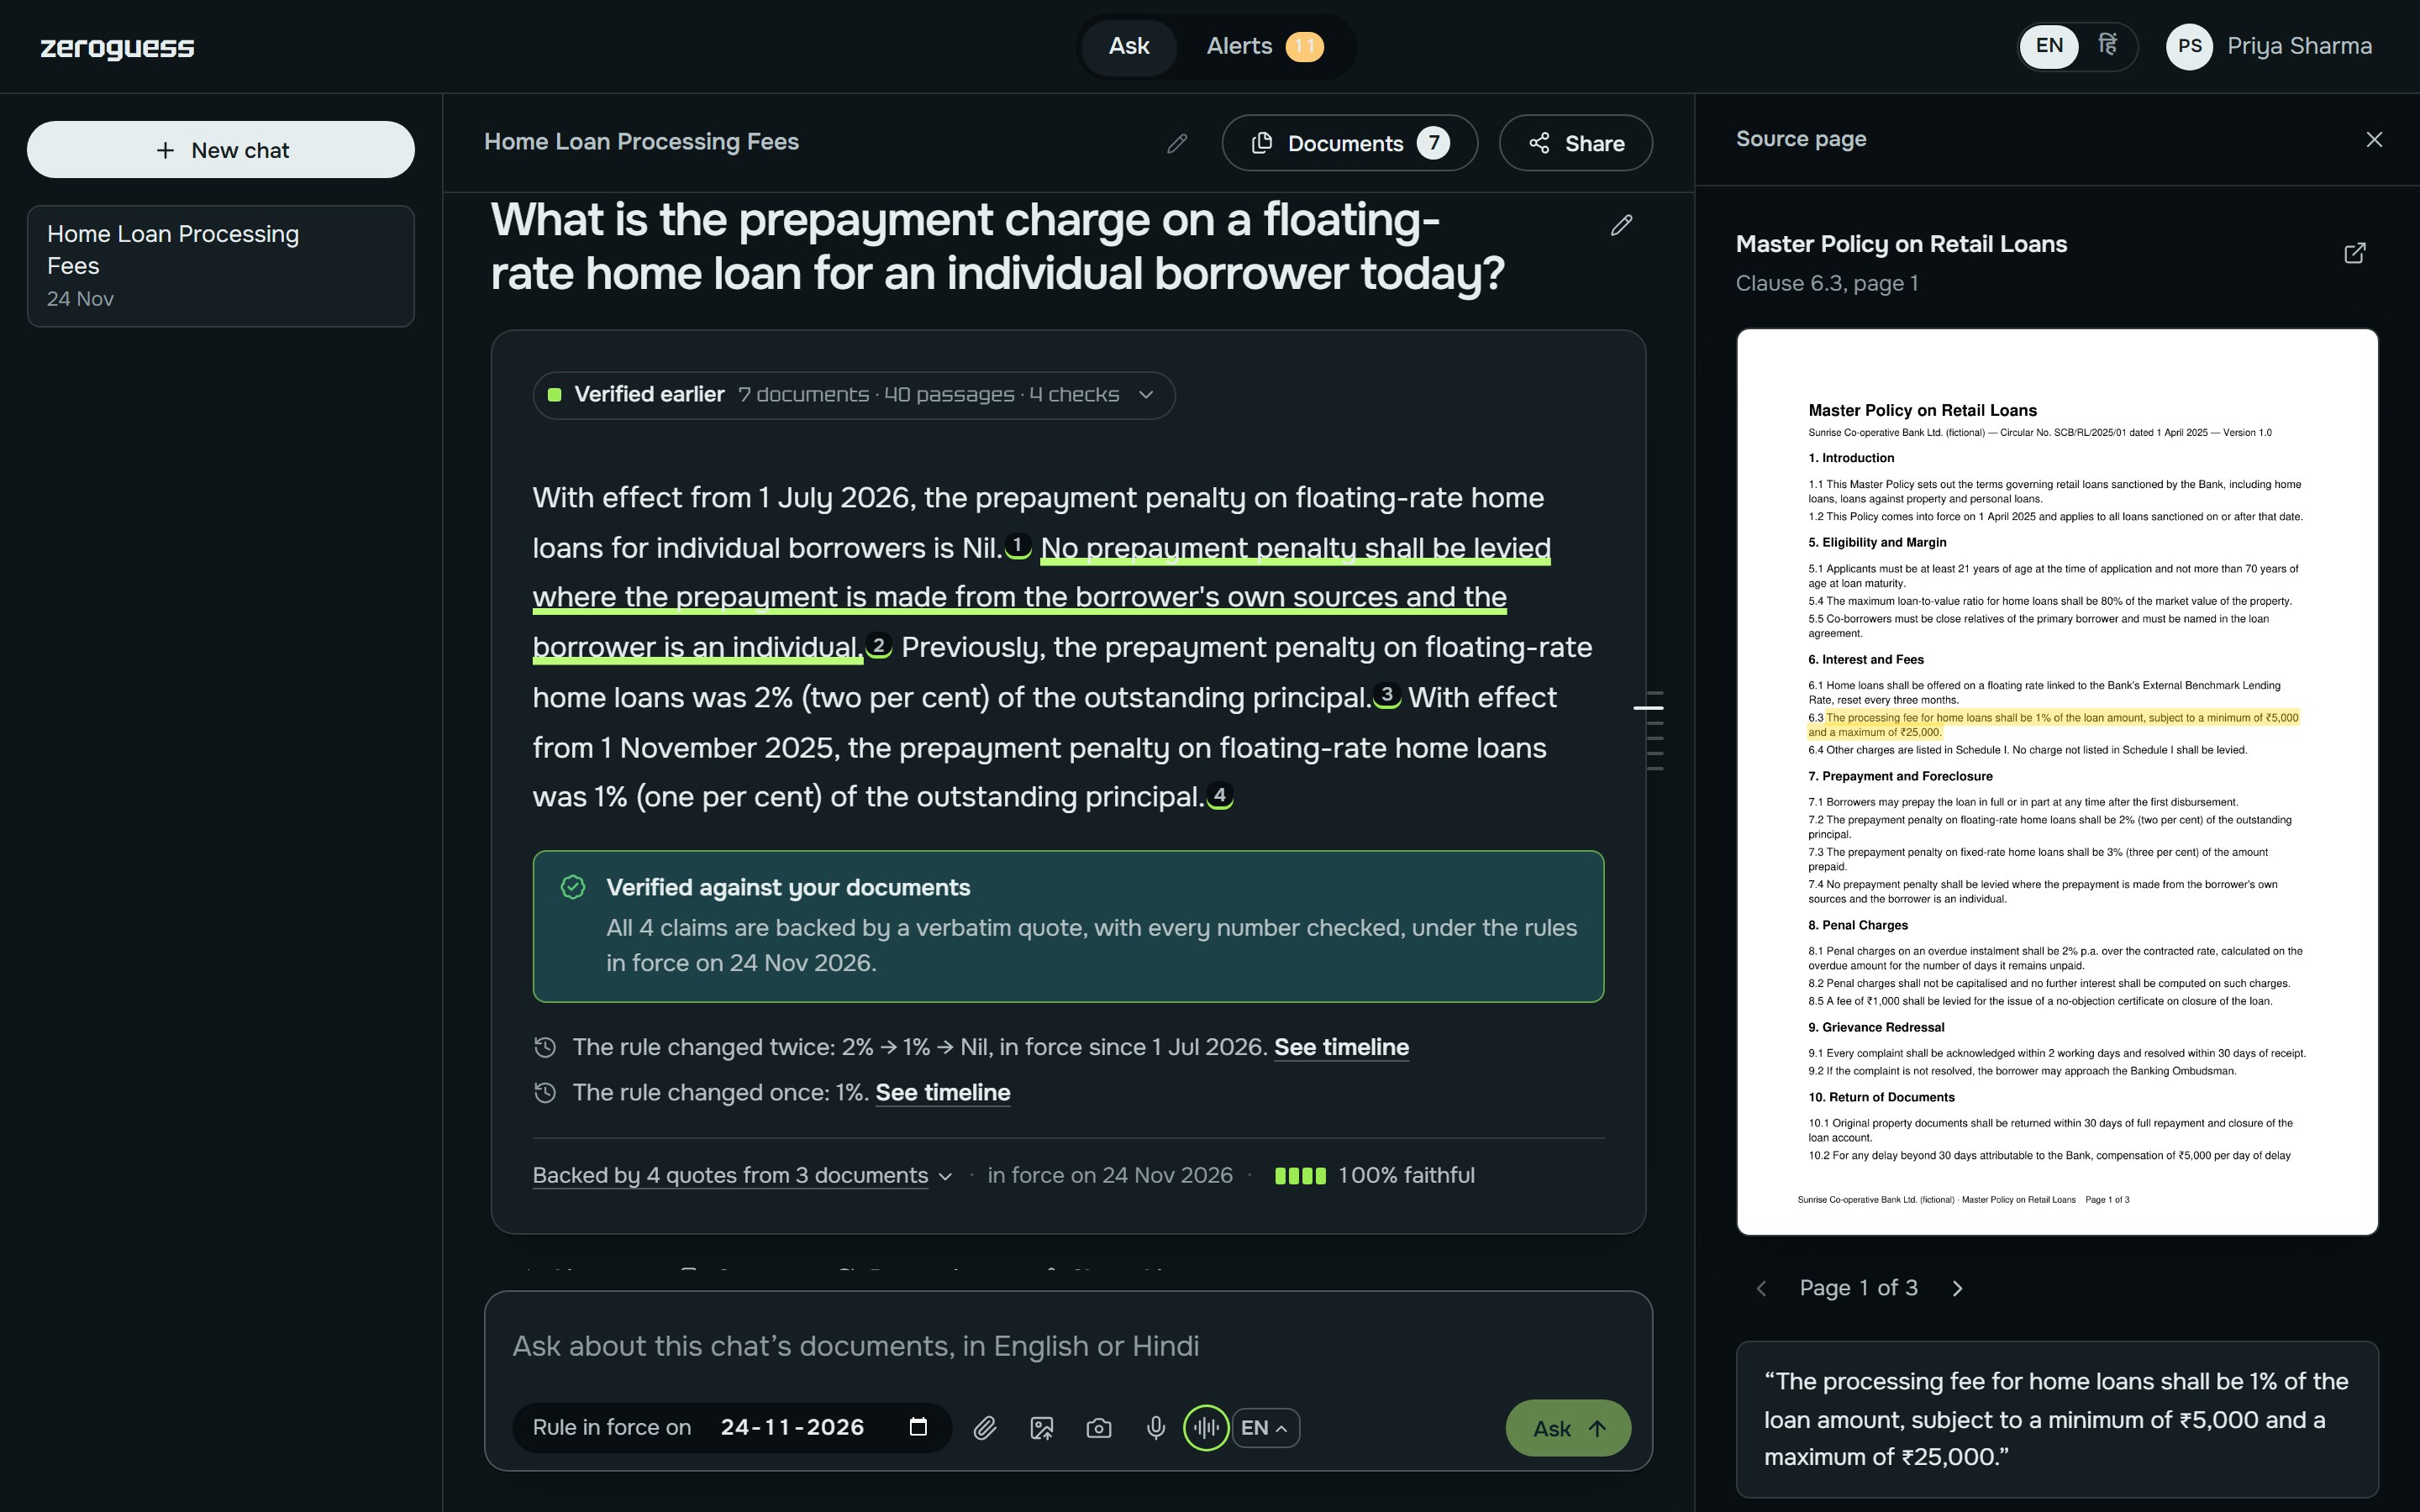 zeroguess
Ask
Alerts 11
EN
हिं
PS
Priya Sharma
+ New chat
Home Loan Processing
Fees
24 Nov
Home Loan Processing Fees
Documents 7
Share
What is the prepayment charge on a floating-
rate home loan for an individual borrower today?
Verified earlier 7 documents · 40 passages · 4 checks
With effect from 1 July 2026, the prepayment penalty on floating-rate home
loans for individual borrowers is Nil. 1 No prepayment penalty shall be levied
where the prepayment is made from the borrower's own sources and the
borrower is an individual. 2 Previously, the prepayment penalty on floating-rate
home loans was 2% (two per cent) of the outstanding principal. 3 With effect
from 1 November 2025, the prepayment penalty on floating-rate home loans
was 1% (one per cent) of the outstanding principal. 4
Verified against your documents
All 4 claims are backed by a verbatim quote, with every number checked, under the rules
in force on 24 Nov 2026.
The rule changed twice: 2% → 1% → Nil, in force since 1 Jul 2026. See timeline
The rule changed once: 1%. See timeline
Backed by 4 quotes from 3 documents · in force on 24 Nov 2026 · 100% faithful
Ask about this chat’s documents, in English or Hindi
Rule in force on 24-11-2026
EN
Ask
Source page
Master Policy on Retail Loans
Clause 6.3, page 1
Master Policy on Retail Loans
Sunrise Co-operative Bank Ltd. (fictional) — Circular No. SCB/RL/2025/01 dated 1 April 2025 — Version 1.0
1. Introduction
1.1 This Master Policy sets out the terms governing retail loans sanctioned by the Bank, including home
loans, loans against property and personal loans.
1.2 This Policy comes into force on 1 April 2025 and applies to all loans sanctioned on or after that date.
5. Eligibility and Margin
5.1 Applicants must be at least 21 years of age at the time of application and not more than 70 years of
age at loan maturity.
5.4 The maximum loan-to-value ratio for home loans shall be 80% of the market value of the property.
5.5 Co-borrowers must be close relatives of the primary borrower and must be named in the loan
agreement.
6. Interest and Fees
6.1 Home loans shall be offered on a floating rate linked to the Bank's External Benchmark Lending
Rate, reset every three months.
6.3 The processing fee for home loans shall be 1% of the loan amount, subject to a minimum of ₹5,000
and a maximum of ₹25,000.
6.4 Other charges are listed in Schedule I. No charge not listed in Schedule I shall be levied.
7. Prepayment and Foreclosure
7.1 Borrowers may prepay the loan in full or in part at any time after the first disbursement.
7.2 The prepayment penalty on floating-rate home loans shall be 2% (two per cent) of the outstanding
principal.
7.3 The prepayment penalty on fixed-rate home loans shall be 3% (three per cent) of the amount
prepaid.
7.4 No prepayment penalty shall be levied where the prepayment is made from the borrower's own
sources and the borrower is an individual.
8. Penal Charges
8.1 Penal charges on an overdue instalment shall be 2% p.a. over the contracted rate, calculated on the
overdue amount for the number of days it remains unpaid.
8.2 Penal charges shall not be capitalised and no further interest shall be computed on such charges.
8.5 A fee of ₹1,000 shall be levied for the issue of a no-objection certificate on closure of the loan.
9. Grievance Redressal
9.1 Every complaint shall be acknowledged within 2 working days and resolved within 30 days of receipt.
9.2 If the complaint is not resolved, the borrower may approach the Banking Ombudsman.
10. Return of Documents
10.1 Original property documents shall be returned within 30 days of full repayment and closure of the
loan account.
10.2 For any delay beyond 30 days attributable to the Bank, compensation of ₹5,000 per day of delay
Sunrise Co-operative Bank Ltd. (fictional) · Master Policy on Retail Loans Page 1 of 3
Page 1 of 3
“The processing fee for home loans shall be 1% of the
loan amount, subject to a minimum of ₹5,000 and a
maximum of ₹25,000.”